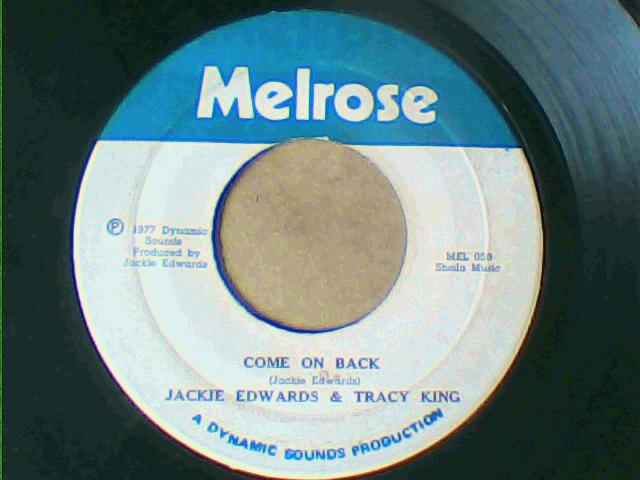 Melrose
℗ 1977 Dynamic
Sounds
Produced by
Jackie Edwards
MEL 058
Sheila Music
COME ON BACK
(Jackie Edwards)
JACKIE EDWARDS & TRACY KING
A DYNAMIC SOUNDS PRODUCTION